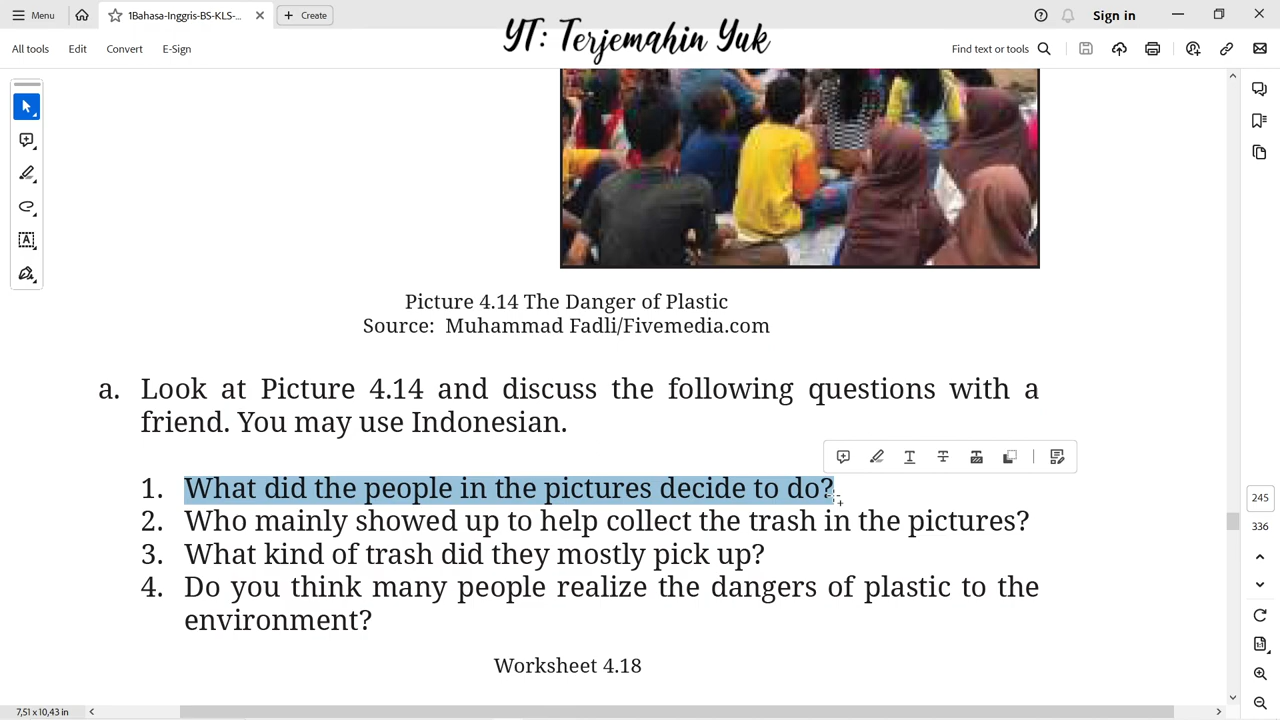 Menu
1Bahasa-Inggris-BS-KLS-...
Create
YT: Terjemahin Yuk
Sign in
All tools
Edit
Convert
E-Sign
Find text or tools
Picture 4.14 The Danger of Plastic
Source: Muhammad Fadli/Fivemedia.com
a. Look at Picture 4.14 and discuss the following questions with a
friend. You may use Indonesian.
1. What did the people in the pictures decide to do?
2. Who mainly showed up to help collect the trash in the pictures?
3. What kind of trash did they mostly pick up?
4. Do you think many people realize the dangers of plastic to the
environment?
Worksheet 4.18
245
336
7,51 x 10,43 in